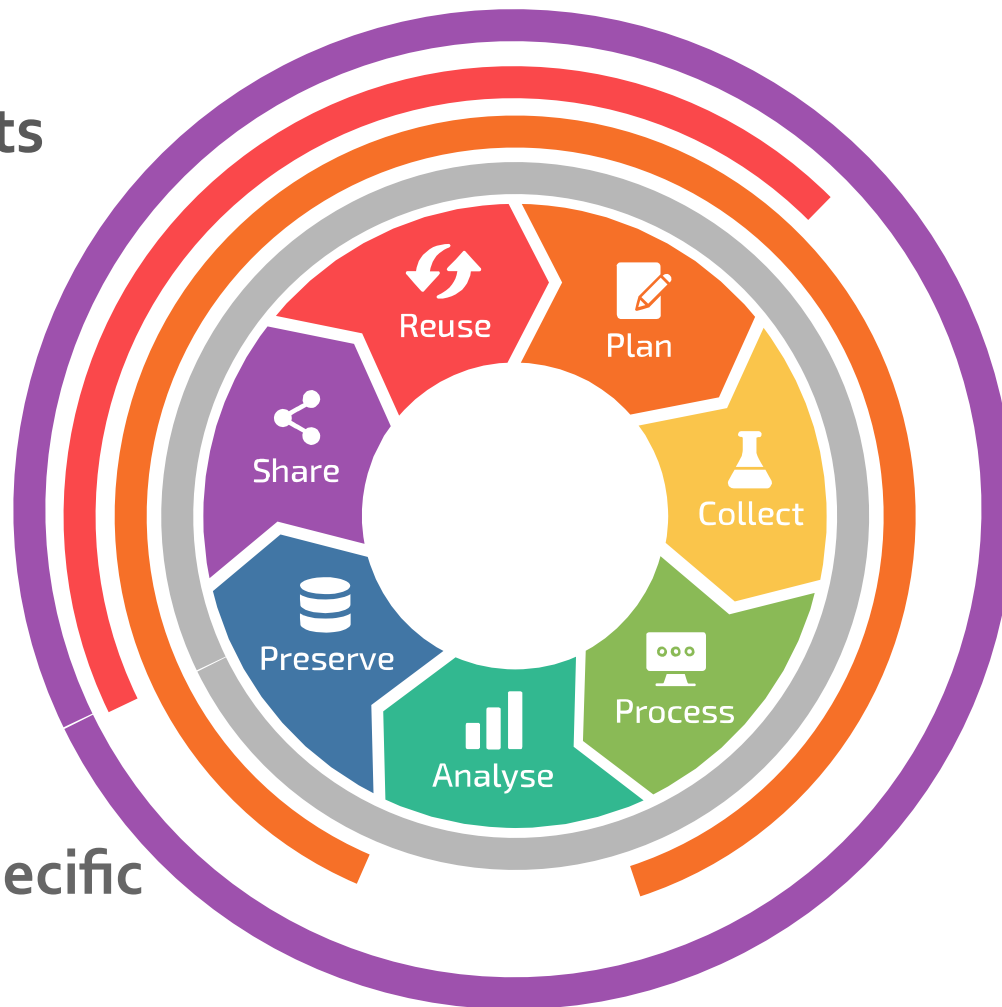 ts
Reuse
Plan
Share
Collect
Preserve
Process
Analyse
ecific